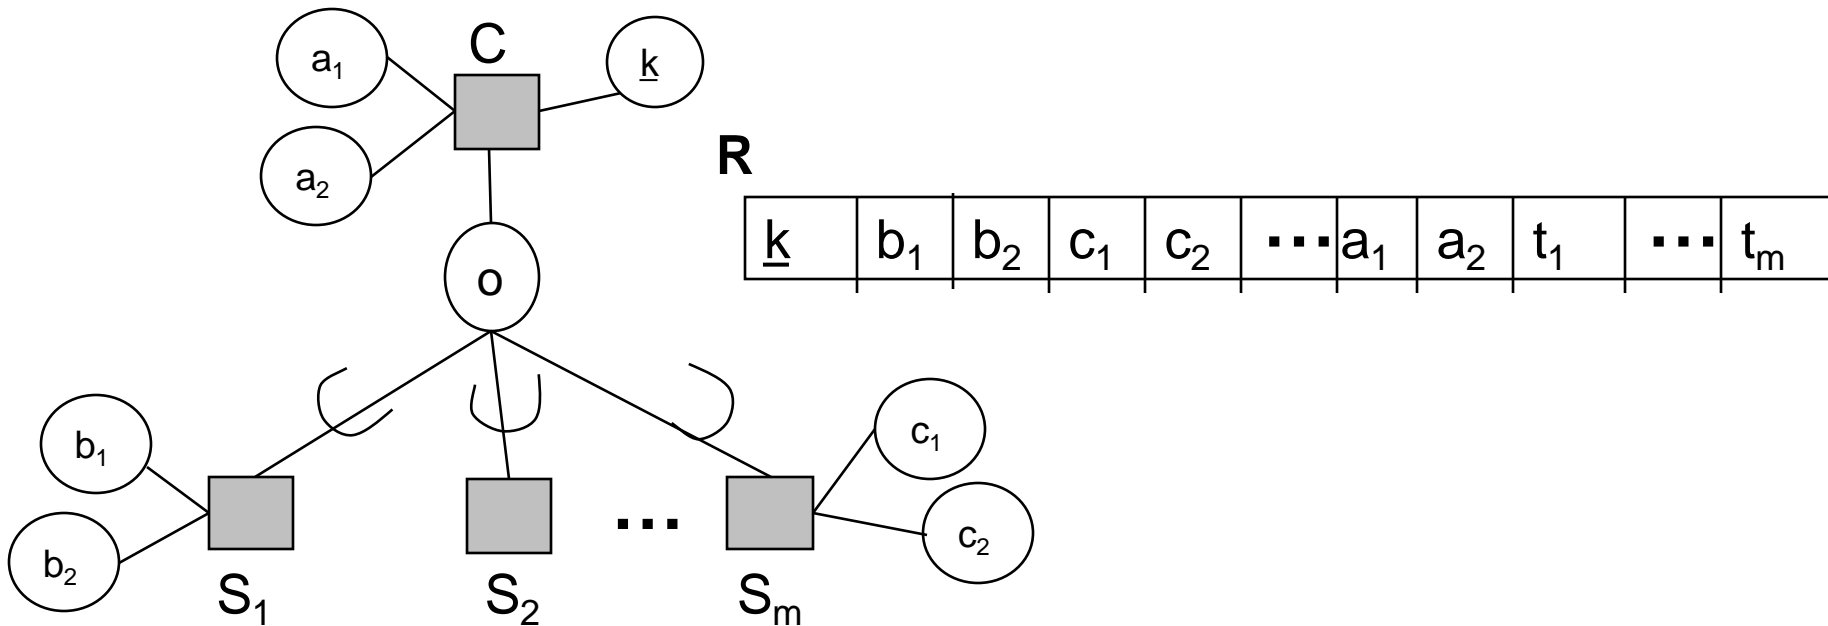 C
a₁
k
a₂
R
k b₁ b₂ c₁ c₂ ... a₁ a₂ t₁ ... tₘ
o
b₁
c₁
b₂
...
c₂
S₁ S₂ Sₘ